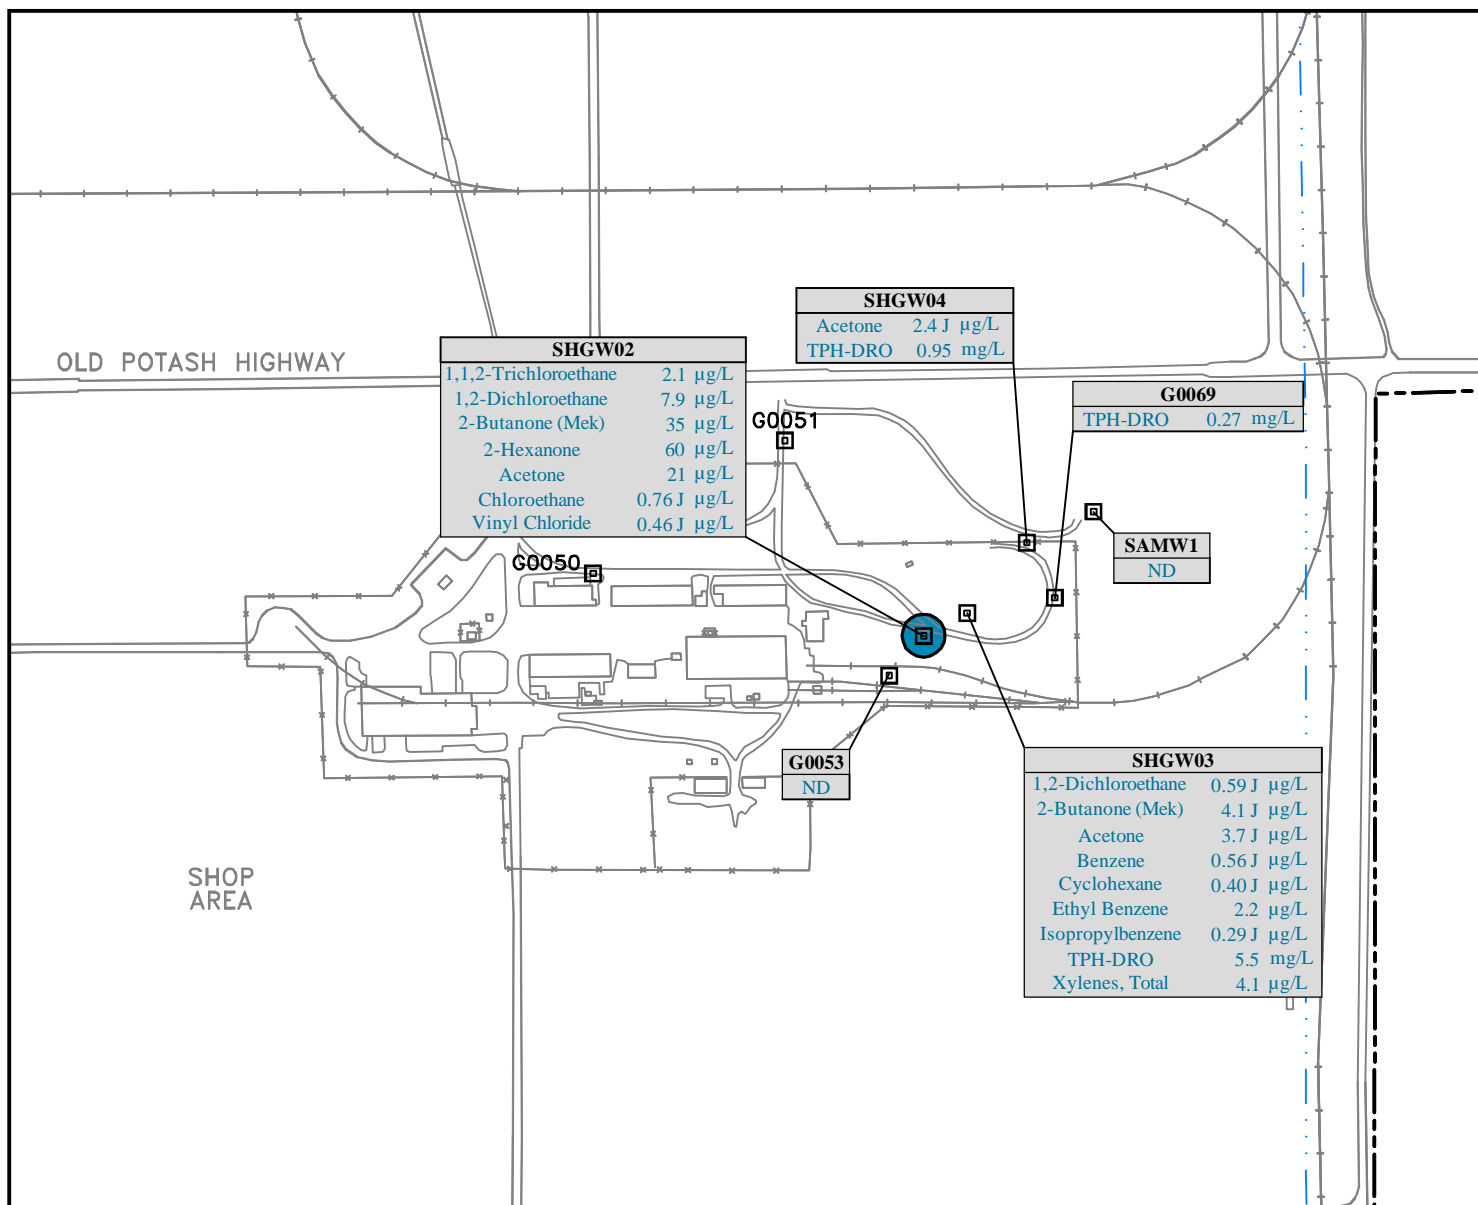 SHGW04
Acetone 2.4 J µg/L
TPH-DRO 0.95 mg/L
OLD POTASH HIGHWAY
SHGW02
1,1,2-Trichloroethane 2.1 µg/L
1,2-Dichloroethane 7.9 µg/L
2-Butanone (Mek) 35 µg/L
2-Hexanone 60 µg/L
Acetone 21 µg/L
Chloroethane 0.76 J µg/L
Vinyl Chloride 0.46 J µg/L
G0069
TPH-DRO 0.27 mg/L
G0051
SAMW1
ND
G0050
G0053
ND
SHGW03
1,2-Dichloroethane 0.59 J µg/L
2-Butanone (Mek) 4.1 J µg/L
Acetone 3.7 J µg/L
Benzene 0.56 J µg/L
Cyclohexane 0.40 J µg/L
Ethyl Benzene 2.2 µg/L
Isopropylbenzene 0.29 J µg/L
TPH-DRO 5.5 mg/L
Xylenes, Total 4.1 µg/L
SHOP
AREA